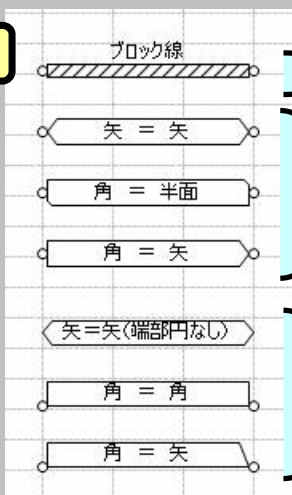 ブロック線
矢 = 矢
角 = 半面
角 = 矢
矢=矢(端部円なし)
角 = 角
角 = 矢